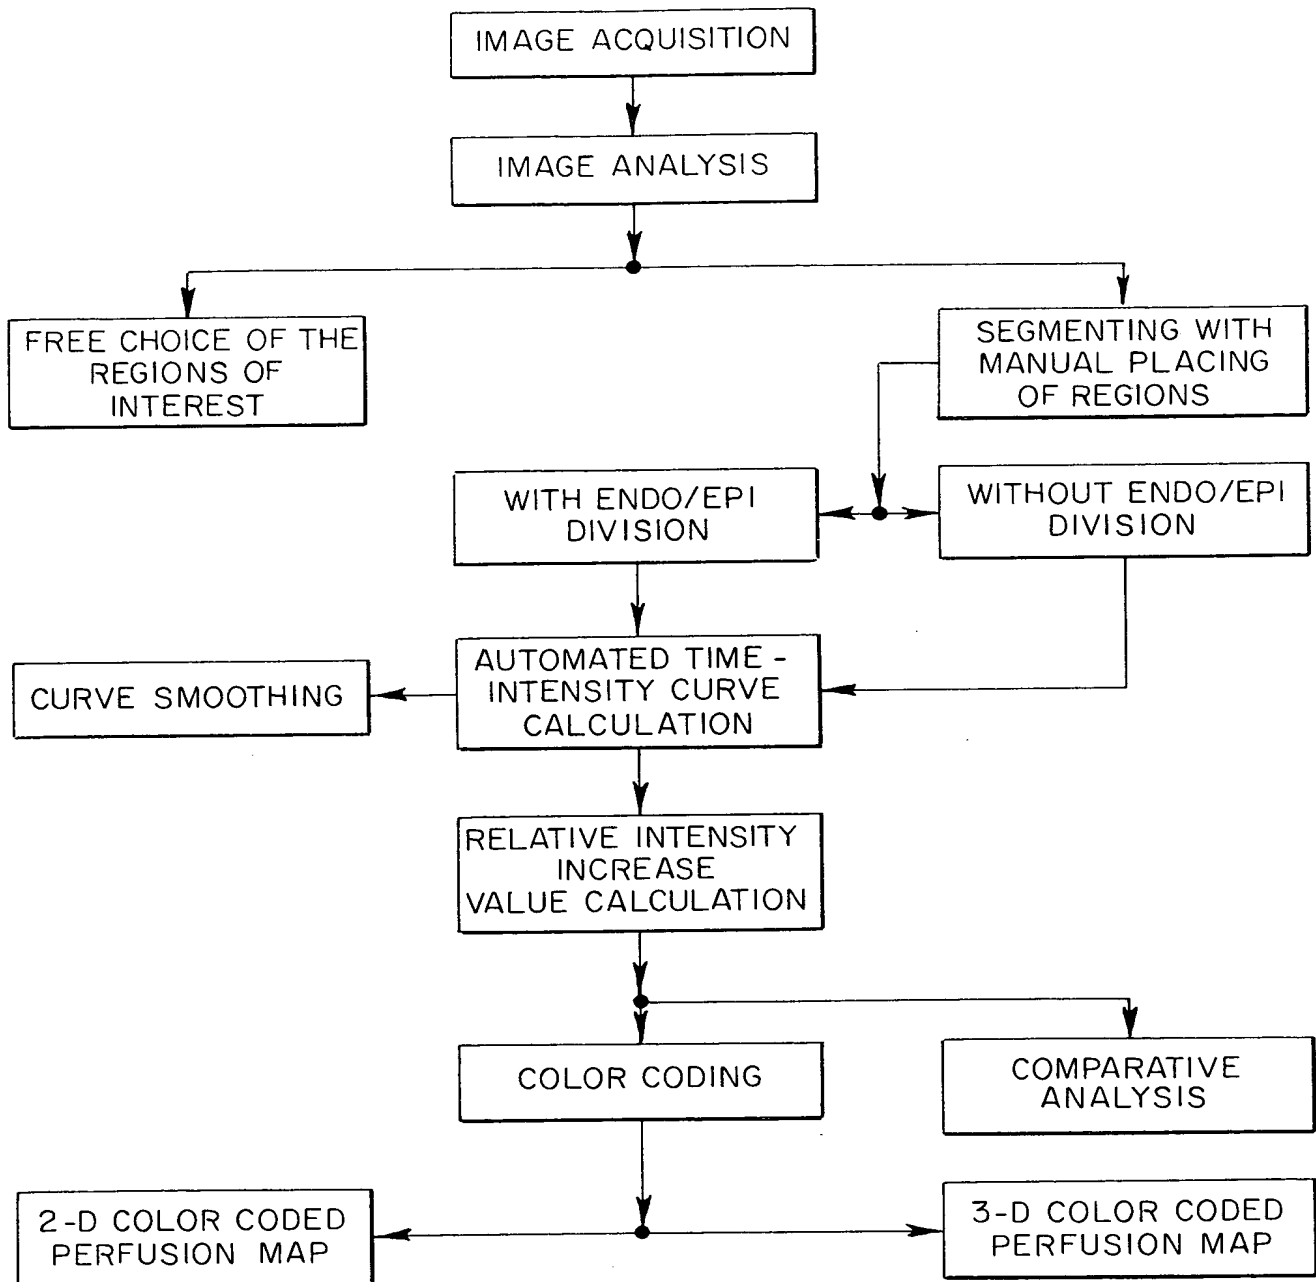 IMAGE ACQUISITION
IMAGE ANALYSIS
FREE CHOICE OF THE
REGIONS OF
INTEREST
SEGMENTING WITH
MANUAL PLACING
OF REGIONS
WITH ENDO/EPI
DIVISION
WITHOUT ENDO/EPI
DIVISION
CURVE SMOOTHING
AUTOMATED TIME-
INTENSITY CURVE
CALCULATION
RELATIVE INTENSITY
INCREASE
VALUE CALCULATION
COLOR CODING
COMPARATIVE
ANALYSIS
2-D COLOR CODED
PERFUSION MAP
3-D COLOR CODED
PERFUSION MAP